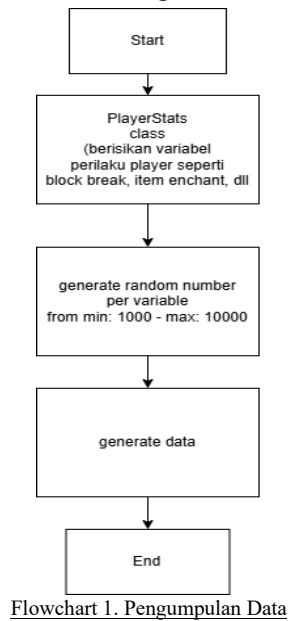 Start
PlayerStats
class
(berisikan variabel
perilaku player seperti
block break, item enchant, dll
generate random number
per variable
from min: 1000 - max: 10000
generate data
End
Flowchart 1. Pengumpulan Data